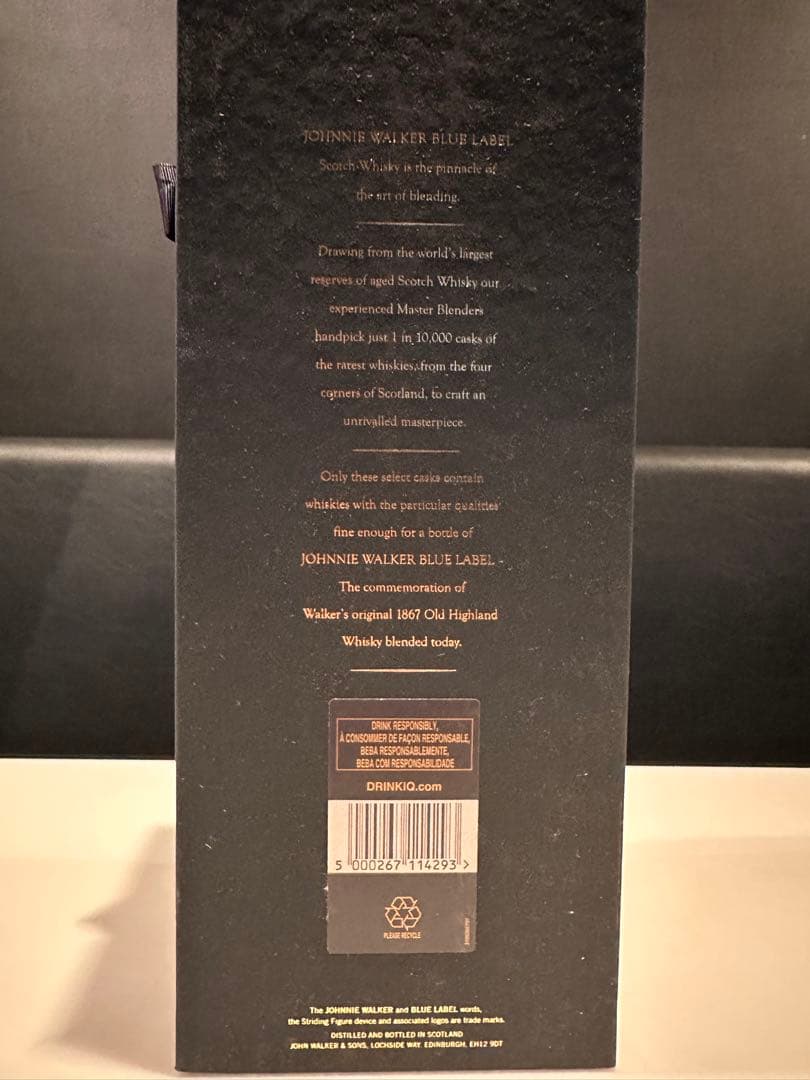 JOHNNIE WALKER BLUE LABEL
Scotch Whisky is the pinnacle of
the art of blending.
Drawing from the world's largest
reserves of aged Scotch Whisky our
experienced Master Blenders
handpick just 1 in 10,000 casks of
the rarest whiskies, from the four
corners of Scotland, to craft an
unrivalled masterpiece.
Only these select casks contain
whiskies with the particular qualities
fine enough for a bottle of
JOHNNIE WALKER BLUE LABEL -
The commemoration of
Walker's original 1867 Old Highland
Whisky blended today.
DRINK RESPONSIBLY,
À CONSOMMER DE FAÇON RESPONSABLE,
BEBA RESPONSABLEMENTE,
BEBA COM RESPONSABILIDADE
DRINKIQ.com
5 000267 114293 >
PLEASE RECYCLE
The JOHNNIE WALKER and BLUE LABEL words,
the Striding Figure device and associated logos are trade marks.
DISTILLED AND BOTTLED IN SCOTLAND
JOHN WALKER & SONS, LOCHSIDE WAY, EDINBURGH, EH12 9DT